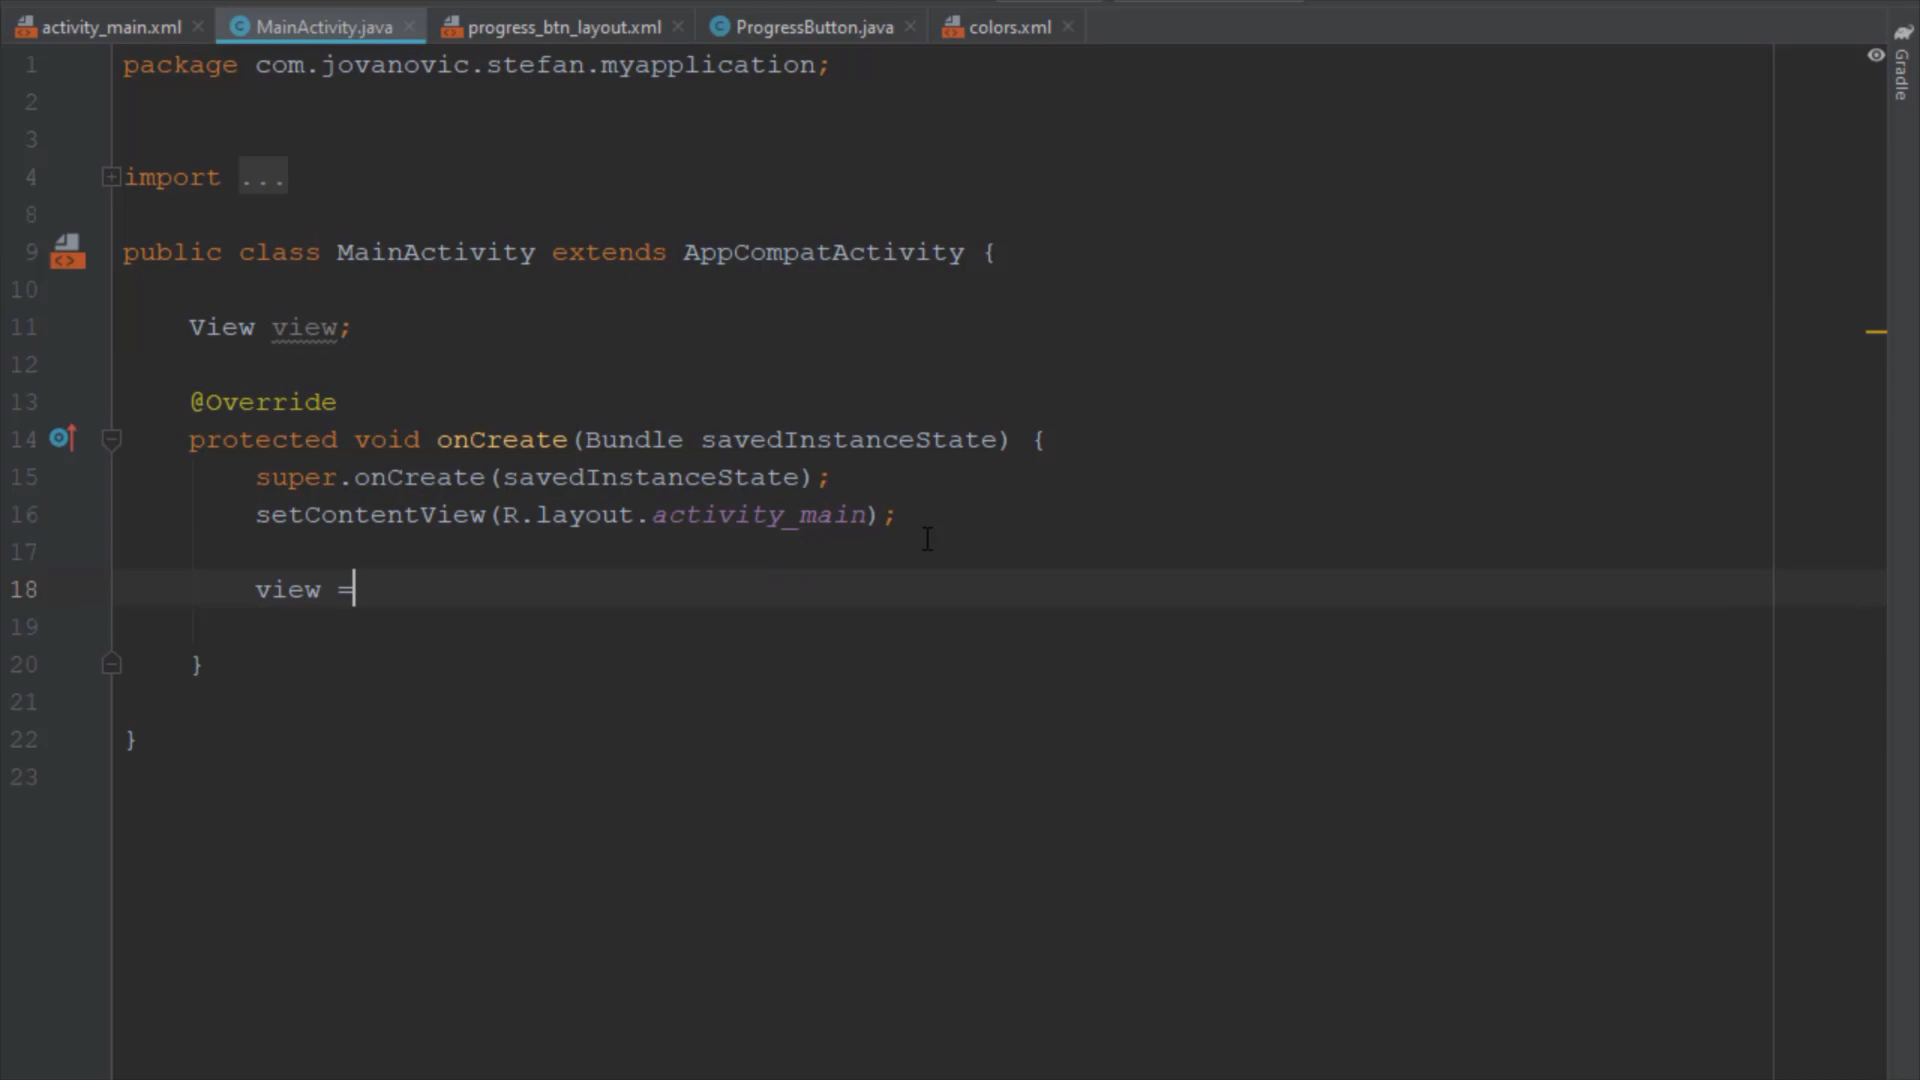 activity_main.xml MainActivity.java progress_btn_layout.xml ProgressButton.java colors.xml
Gradle
1 package com.jovanovic.stefan.myapplication;
2
3
4 import ...
8
9 public class MainActivity extends AppCompatActivity {
10
11 View view;
12
13 @Override
14 protected void onCreate(Bundle savedInstanceState) {
15 super.onCreate(savedInstanceState);
16 setContentView(R.layout.activity_main);
17
18 view =
19
20 }
21
22 }
23